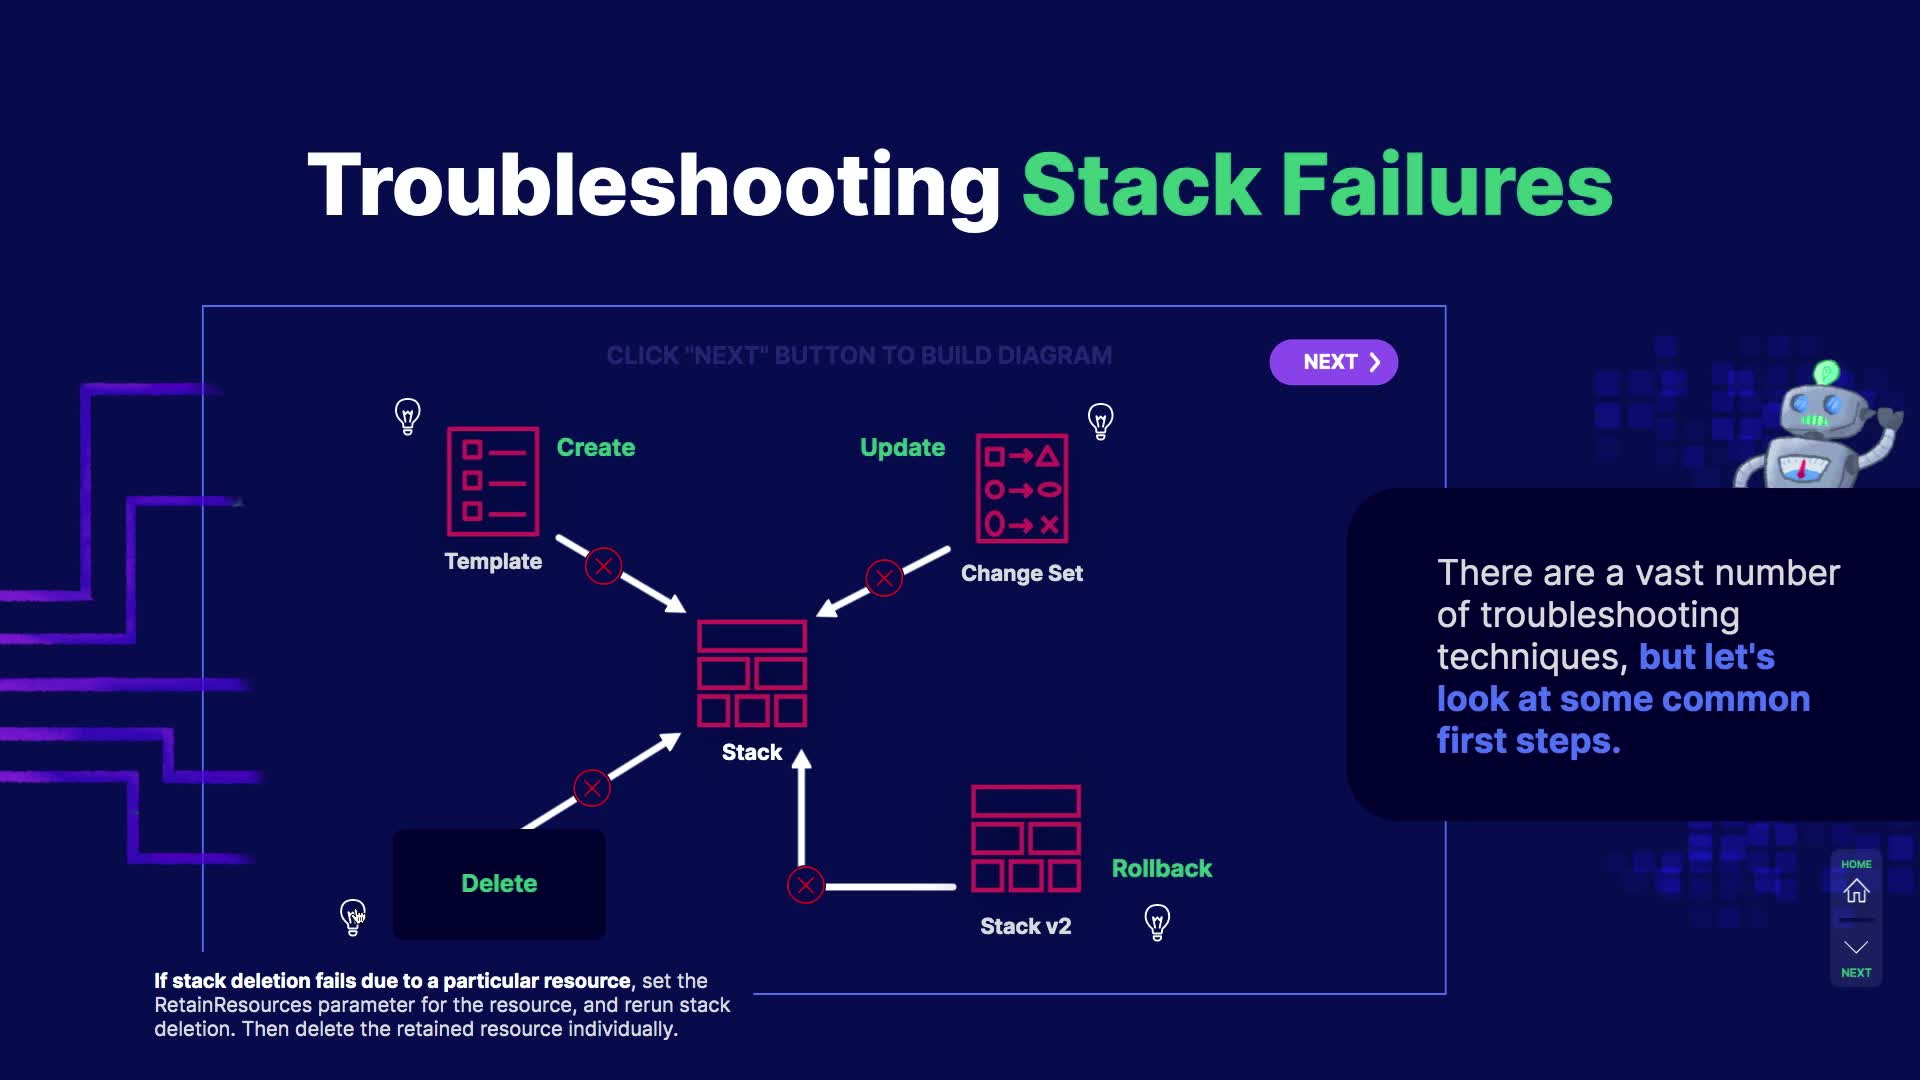 Troubleshooting Stack Failures
CLICK "NEXT" BUTTON TO BUILD DIAGRAM
NEXT
Create
Update
Template
Change Set
Stack
Delete
Rollback
Stack v2
If stack deletion fails due to a particular resource, set the
RetainResources parameter for the resource, and rerun stack
deletion. Then delete the retained resource individually.
There are a vast number
of troubleshooting
techniques, but let's
look at some common
first steps.
HOME
NEXT